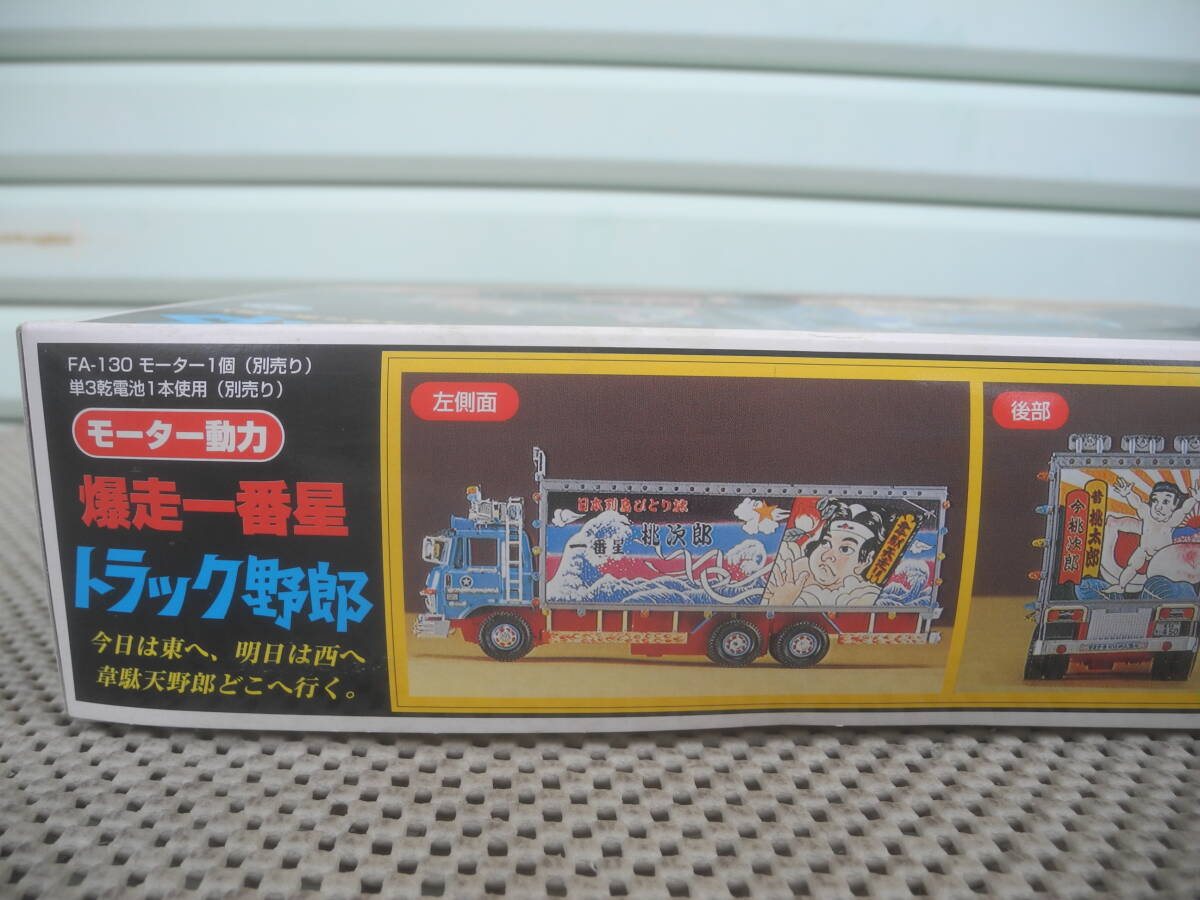 FA-130 モーター1個（別売り）
単3乾電池1本使用（別売り）
モーター動力
爆走一番星
トラック野郎
今日は東へ、明日は西へ
韋駄天野郎どこへ行く。
左側面
日本列島ひとり旅
一番星 桃次郎
後部
昔桃太郎
今桃次郎